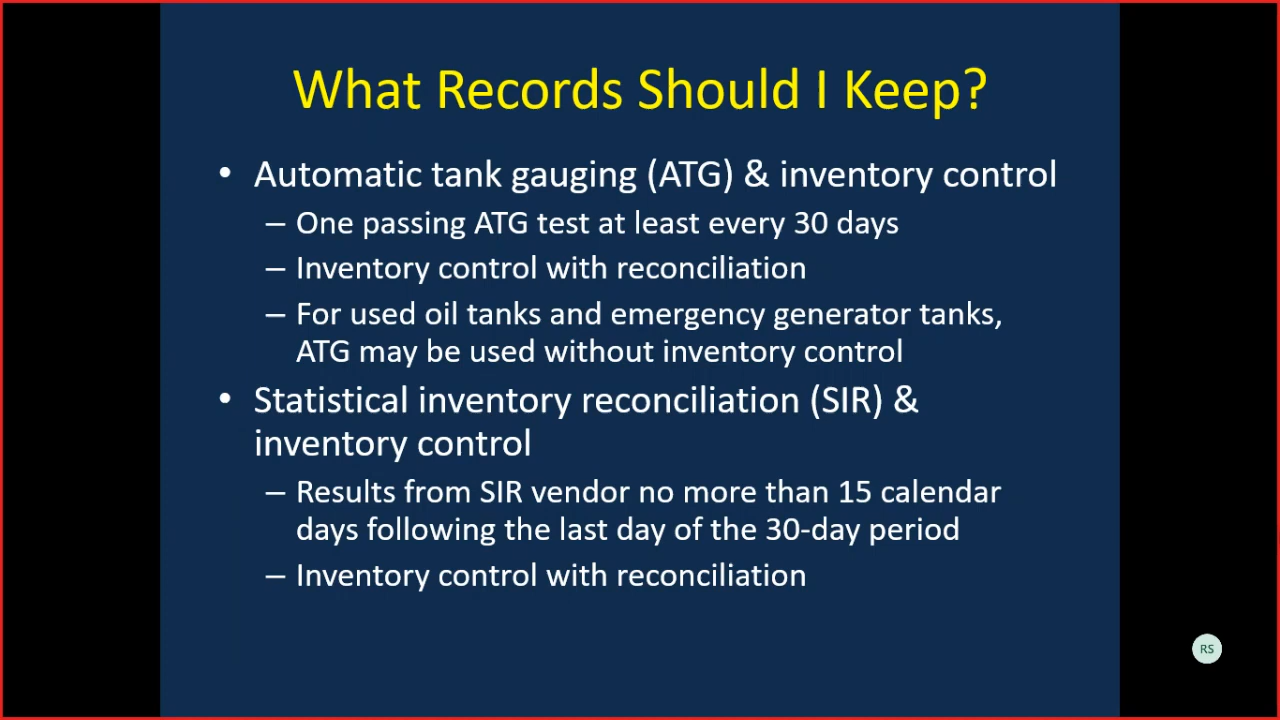 What Records Should I Keep?
• Automatic tank gauging (ATG) & inventory control
– One passing ATG test at least every 30 days
– Inventory control with reconciliation
– For used oil tanks and emergency generator tanks,
ATG may be used without inventory control
• Statistical inventory reconciliation (SIR) &
inventory control
– Results from SIR vendor no more than 15 calendar
days following the last day of the 30-day period
– Inventory control with reconciliation
RS